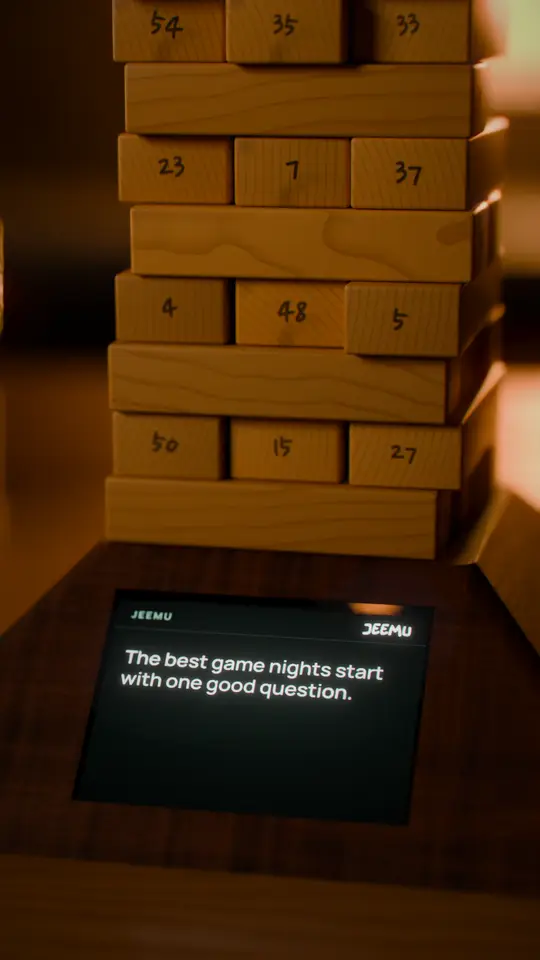 54 35 33
23 7 37
4 48 5
50 15 27
JEEMU JEEMU
The best game nights start
with one good question.